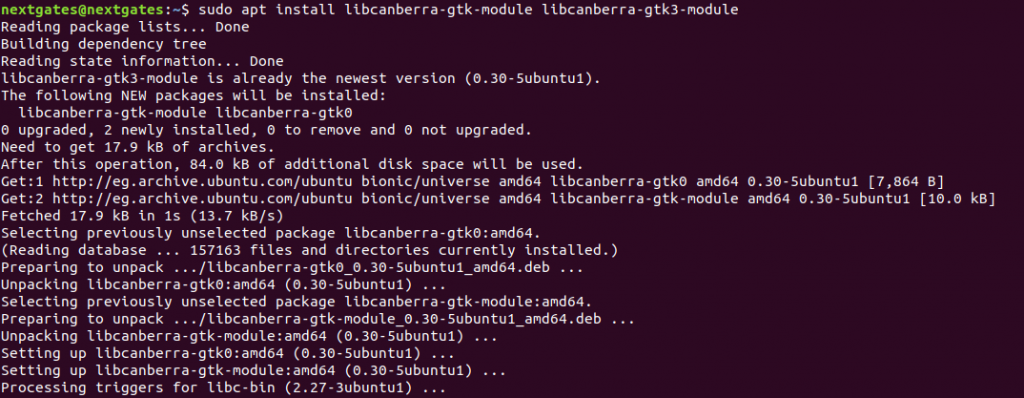 nextgates@nextgates:~$ sudo apt install libcanberra-gtk-module libcanberra-gtk3-module
Reading package lists... Done
Building dependency tree
Reading state information... Done
libcanberra-gtk3-module is already the newest version (0.30-5ubuntu1).
The following NEW packages will be installed:
  libcanberra-gtk-module libcanberra-gtk0
0 upgraded, 2 newly installed, 0 to remove and 0 not upgraded.
Need to get 17.9 kB of archives.
After this operation, 84.0 kB of additional disk space will be used.
Get:1 http://eg.archive.ubuntu.com/ubuntu bionic/universe amd64 libcanberra-gtk0 amd64 0.30-5ubuntu1 [7,864 B]
Get:2 http://eg.archive.ubuntu.com/ubuntu bionic/universe amd64 libcanberra-gtk-module amd64 0.30-5ubuntu1 [10.0 kB]
Fetched 17.9 kB in 1s (13.7 kB/s)
Selecting previously unselected package libcanberra-gtk0:amd64.
(Reading database ... 157163 files and directories currently installed.)
Preparing to unpack .../libcanberra-gtk0_0.30-5ubuntu1_amd64.deb ...
Unpacking libcanberra-gtk0:amd64 (0.30-5ubuntu1) ...
Selecting previously unselected package libcanberra-gtk-module:amd64.
Preparing to unpack .../libcanberra-gtk-module_0.30-5ubuntu1_amd64.deb ...
Unpacking libcanberra-gtk-module:amd64 (0.30-5ubuntu1) ...
Setting up libcanberra-gtk0:amd64 (0.30-5ubuntu1) ...
Setting up libcanberra-gtk-module:amd64 (0.30-5ubuntu1) ...
Processing triggers for libc-bin (2.27-3ubuntu1) ...